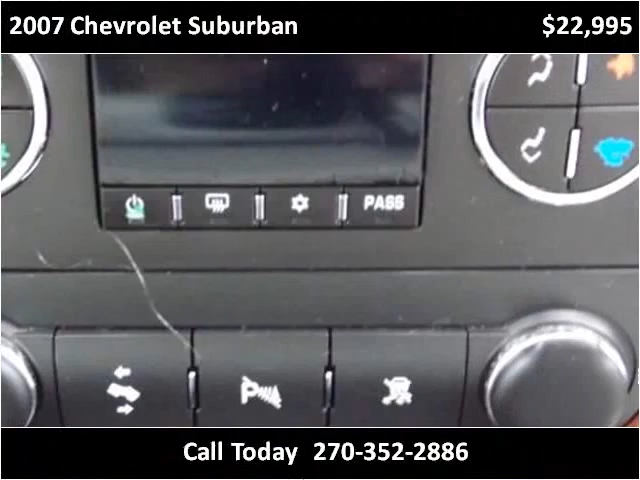 2007 Chevrolet Suburban $22,995
PASS
P
Call Today 270-352-2886